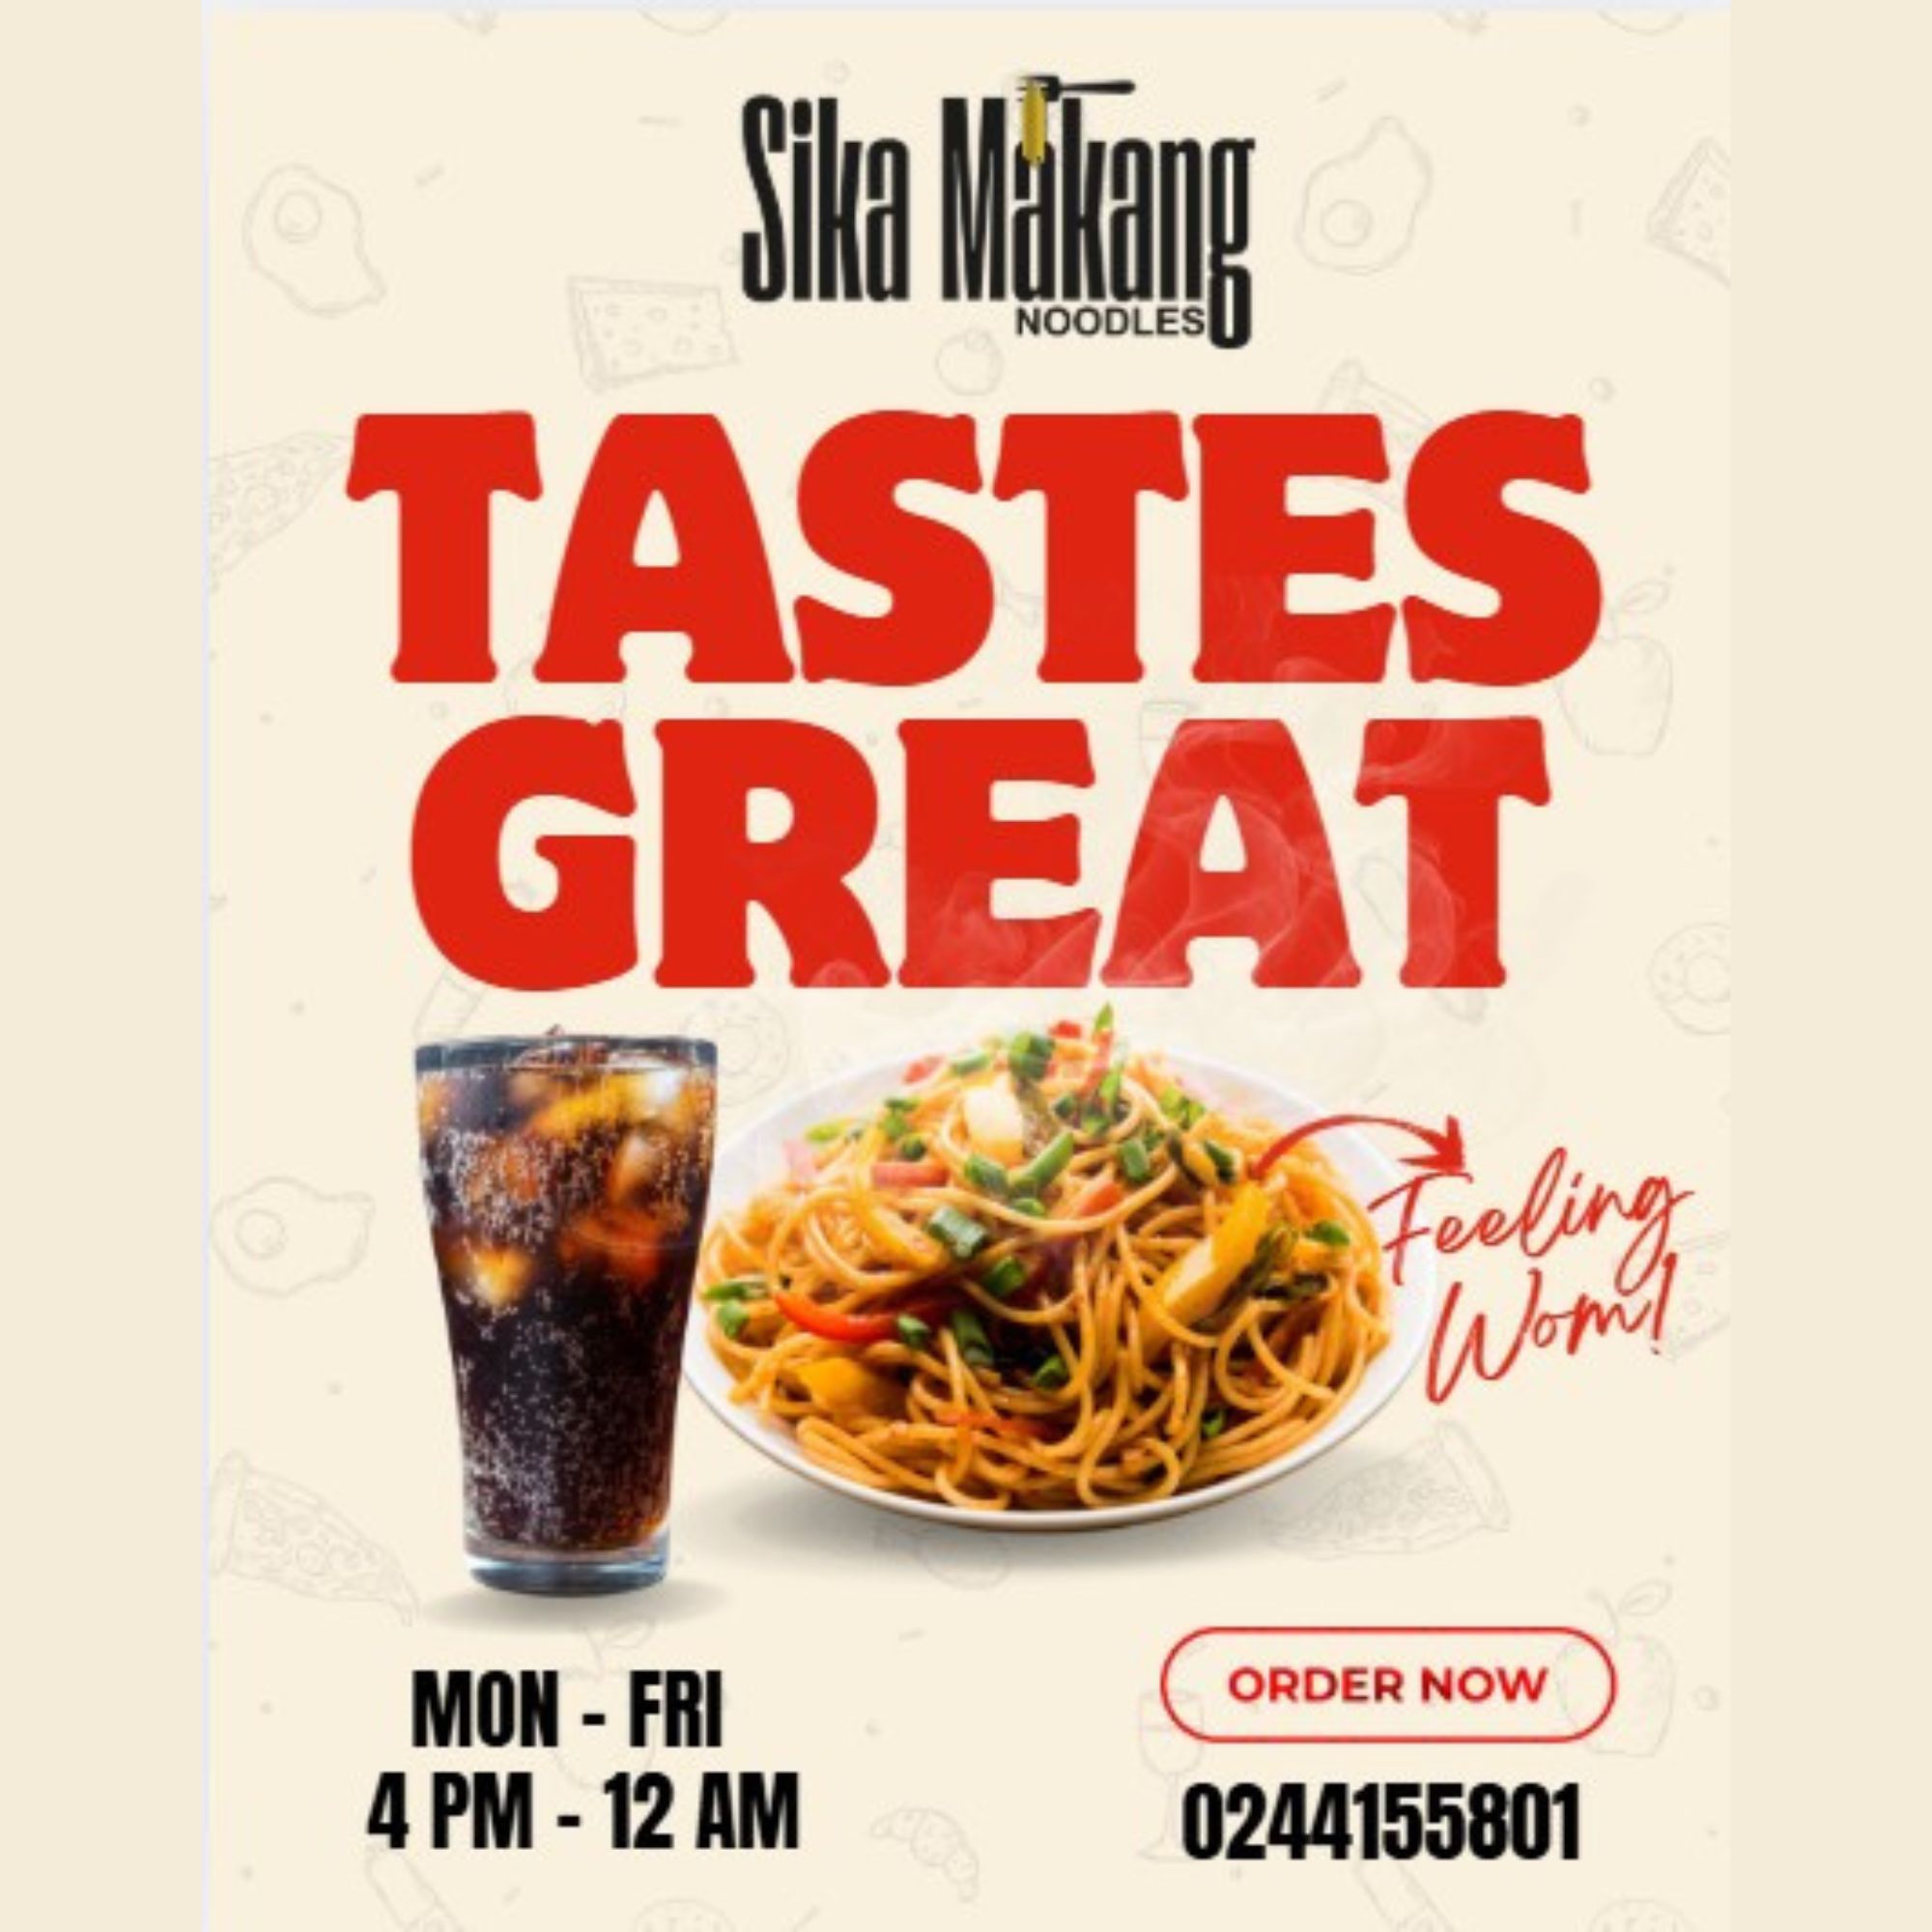 Sika Makang
NOODLES
TASTES
GREAT
Feeling
Wom!
MON - FRI
4 PM - 12 AM
ORDER NOW
0244155801